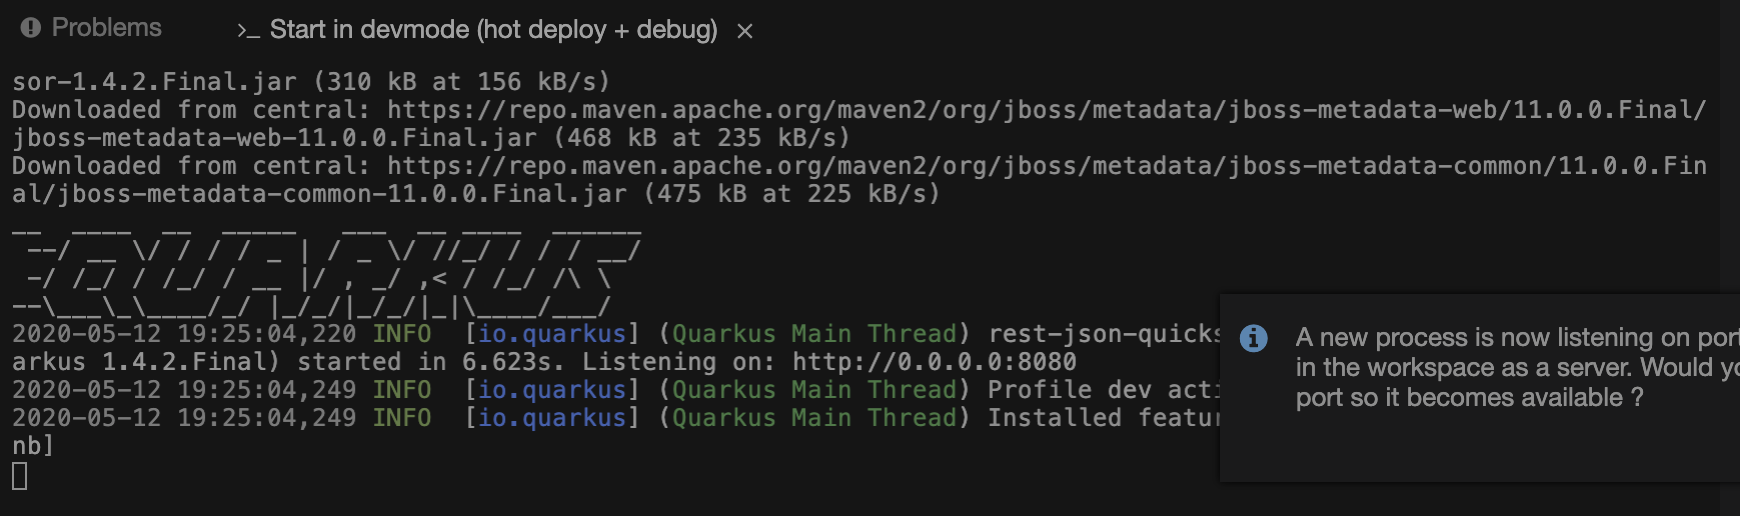 Problems
>_ Start in devmode (hot deploy + debug) ×
sor-1.4.2.Final.jar (310 kB at 156 kB/s)
Downloaded from central: https://repo.maven.apache.org/maven2/org/jboss/metadata/jboss-metadata-web/11.0.0.Final/
jboss-metadata-web-11.0.0.Final.jar (468 kB at 235 kB/s)
Downloaded from central: https://repo.maven.apache.org/maven2/org/jboss/metadata/jboss-metadata-common/11.0.0.Fin
al/jboss-metadata-common-11.0.0.Final.jar (475 kB at 225 kB/s)
__  ____  __  _____   ___  __ ____  ______
 --/ __ \/ / / / _ | / _ \/ //_/ / / / __/
 -/ /_/ / /_/ / __ |/ , _/ ,< / /_/ /\ \
--\___\_\____/_/ |_/_/|_/_/|_|\____/___/
2020-05-12 19:25:04,220 INFO  [io.quarkus] (Quarkus Main Thread) rest-json-quicks
arkus 1.4.2.Final) started in 6.623s. Listening on: http://0.0.0.0:8080
2020-05-12 19:25:04,249 INFO  [io.quarkus] (Quarkus Main Thread) Profile dev acti
2020-05-12 19:25:04,249 INFO  [io.quarkus] (Quarkus Main Thread) Installed featur
nb]
A new process is now listening on port
in the workspace as a server. Would yo
port so it becomes available ?